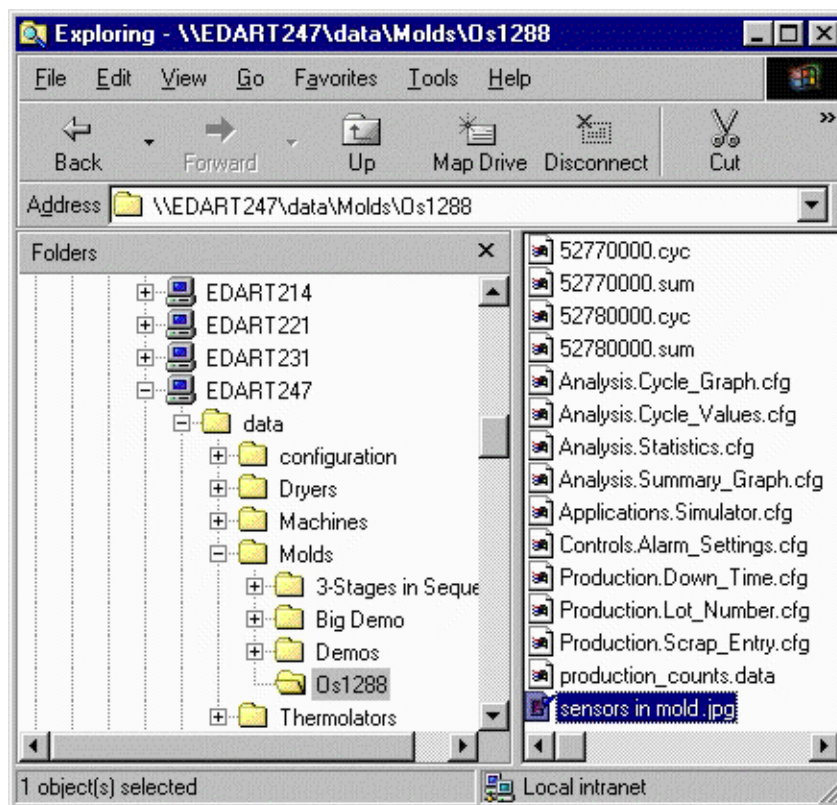 Exploring - \\EDART247\data\Molds\Os1288
File Edit View Go Favorites Tools Help
Back Forward Up Map Drive Disconnect Cut »
Address \\EDART247\data\Molds\Os1288
Folders
EDART214
EDART221
EDART231
EDART247
data
configuration
Dryers
Machines
Molds
3-Stages in Seque
Big Demo
Demos
Os1288
Thermolators
52770000.cyc
52770000.sum
52780000.cyc
52780000.sum
Analysis.Cycle_Graph.cfg
Analysis.Cycle_Values.cfg
Analysis.Statistics.cfg
Analysis.Summary_Graph.cfg
Applications.Simulator.cfg
Controls.Alarm_Settings.cfg
Production.Down_Time.cfg
Production.Lot_Number.cfg
Production.Scrap_Entry.cfg
production_counts.data
sensors in mold.jpg
1 object(s) selected
Local intranet